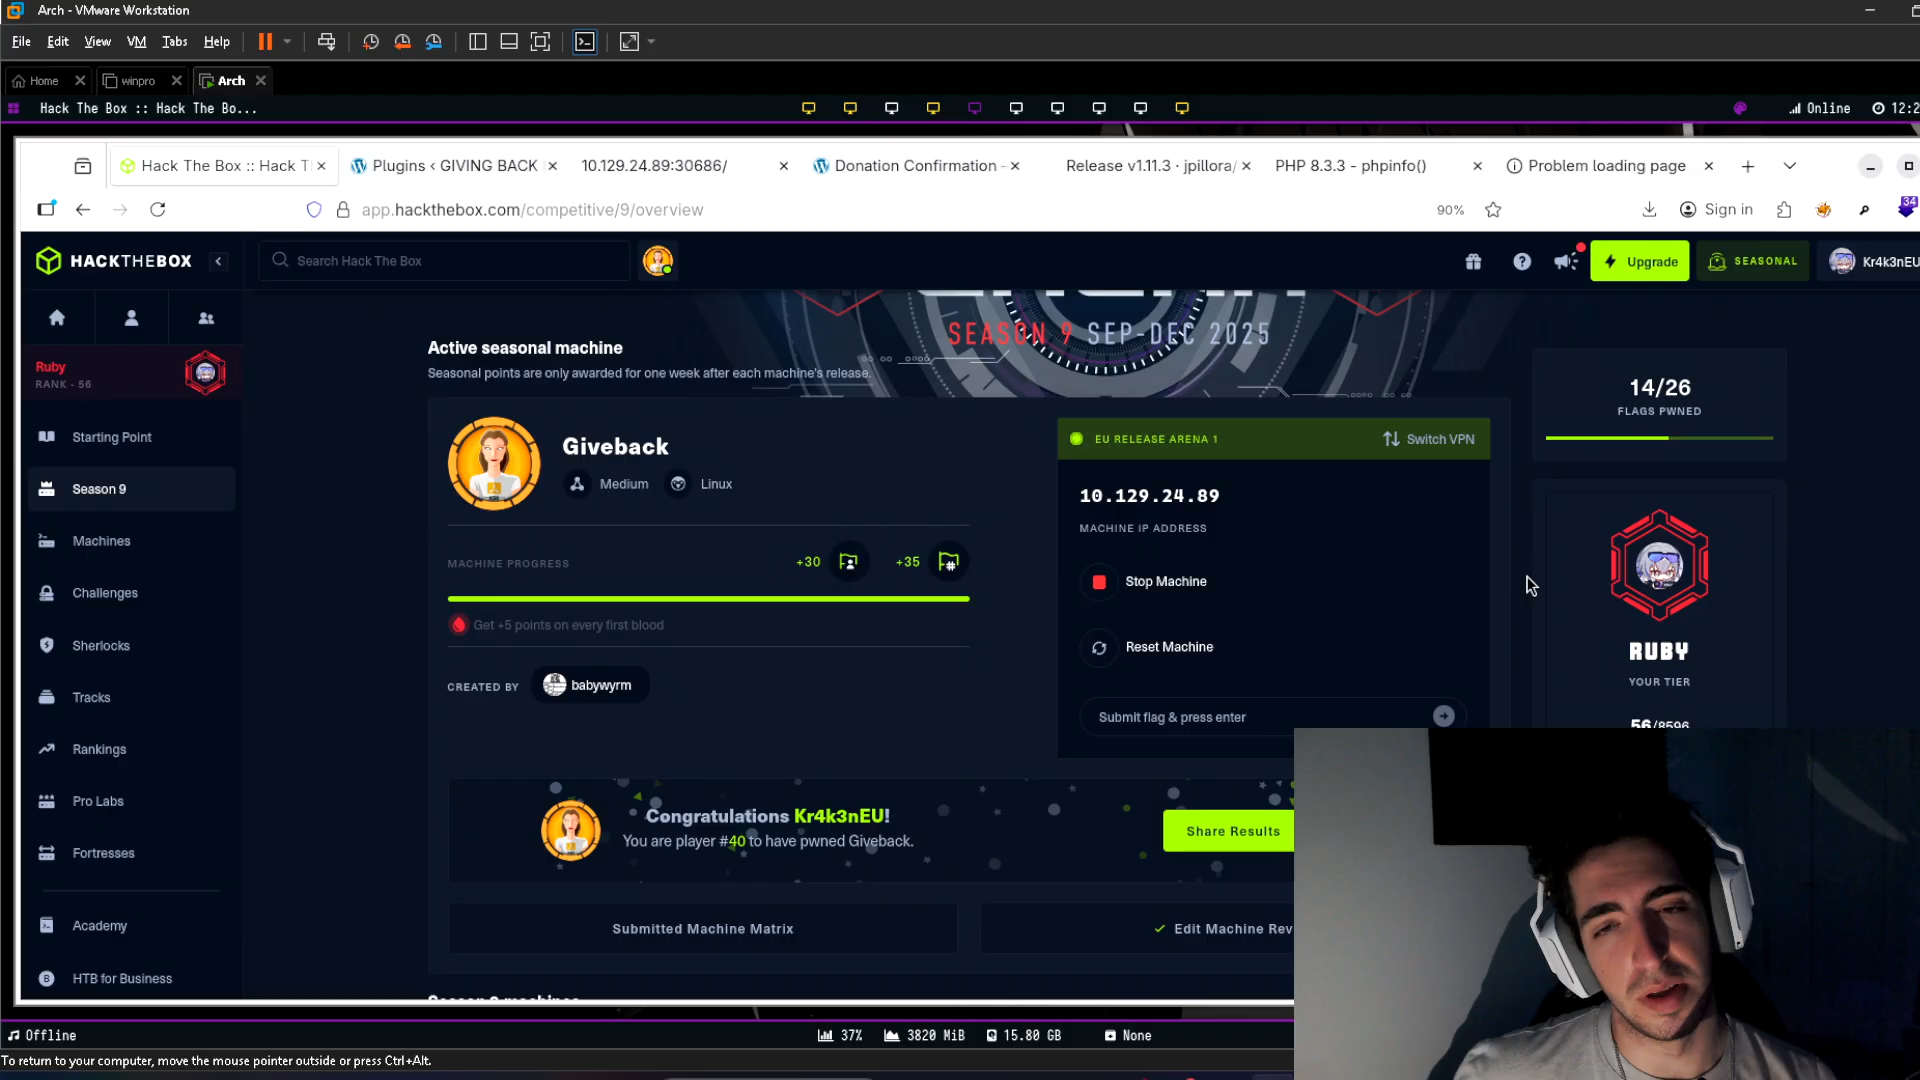 Arch - VMware Workstation
File Edit View VM Tabs Help
Home winpro Arch
Hack The Box :: Hack The Bo... Online
Hack The Box :: Hack T Plugins ‹ GIVING BACK 10.129.24.89:30686/ Donation Confirmation - Release v1.11.3 · jpillora/ PHP 8.3.3 - phpinfo() Problem loading page
app.hackthebox.com/competitive/9/overview 90% Sign in 34
HACKTHEBOX Search Hack The Box Upgrade SEASONAL Kr4k3nEU
SEASON 9 SEP-DEC 2025
Ruby
RANK - 56
Starting Point
Season 9
Machines
Challenges
Sherlocks
Tracks
Rankings
Pro Labs
Fortresses
Academy
HTB for Business
Active seasonal machine
Seasonal points are only awarded for one week after each machine's release.
Giveback
Medium Linux
MACHINE PROGRESS +30 +35
Get +5 points on every first blood
CREATED BY babywyrm
EU RELEASE ARENA 1 Switch VPN
10.129.24.89
MACHINE IP ADDRESS
Stop Machine
Reset Machine
Submit flag & press enter
14/26
FLAGS PWNED
RUBY
YOUR TIER
56/8596
Congratulations Kr4k3nEU!
You are player #40 to have pwned Giveback.
Share Results
Submitted Machine Matrix Edit Machine Rev
Season 9 machines
Offline 37% 3820 MiB 15.80 GB None
To return to your computer, move the mouse pointer outside or press Ctrl+Alt.